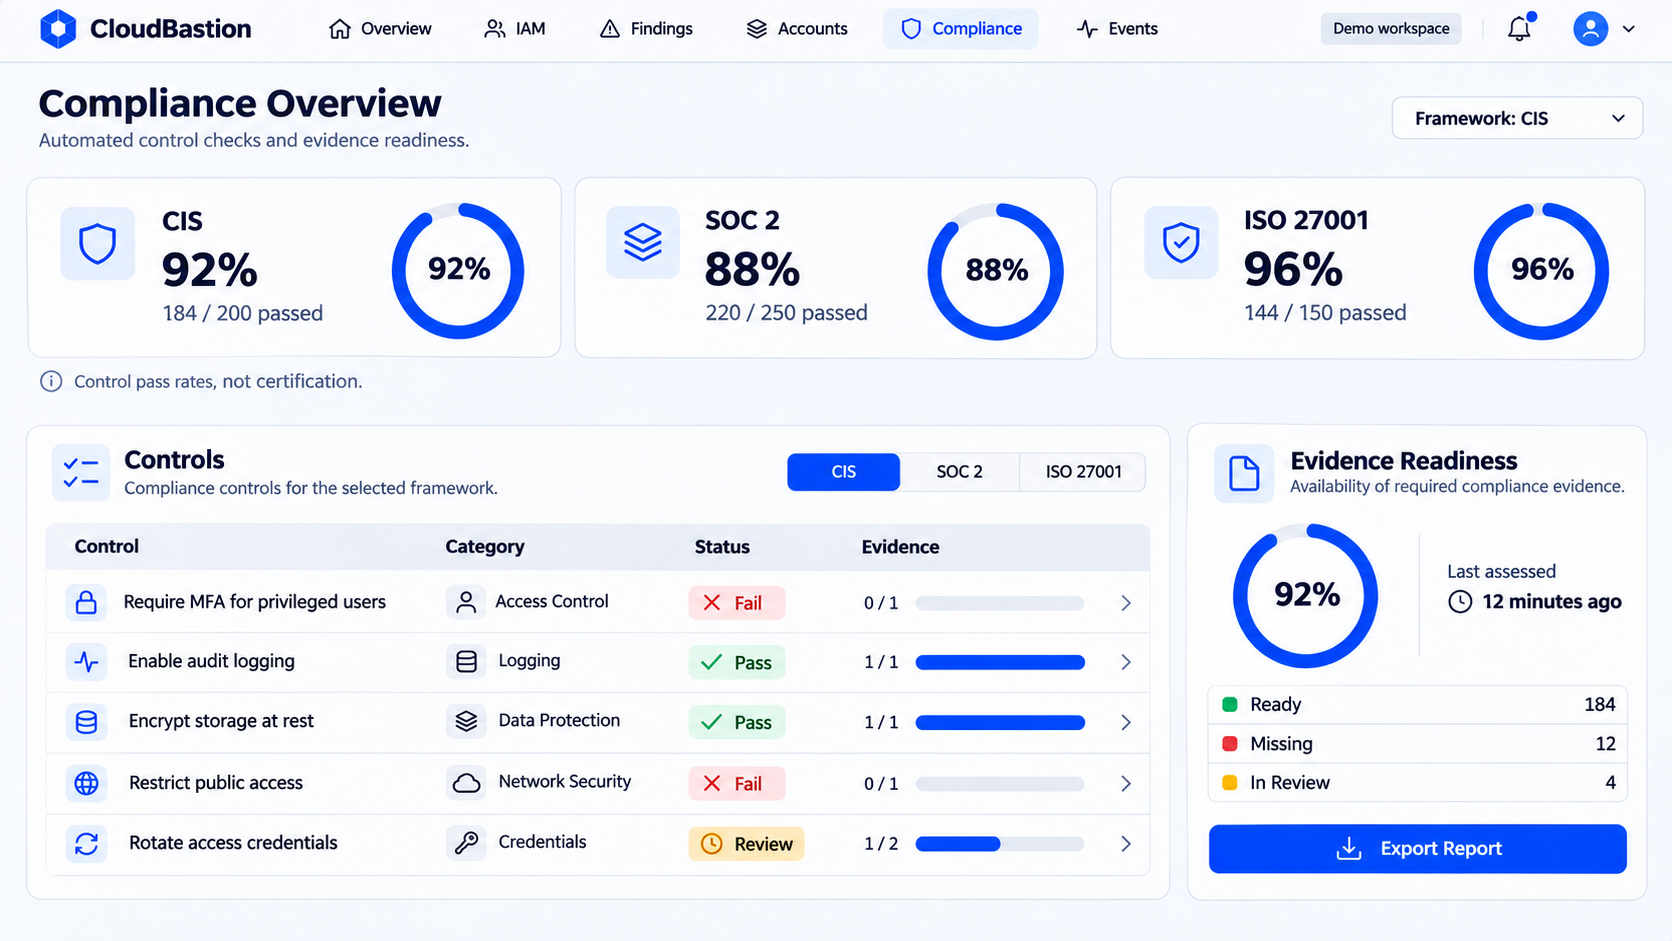 CloudBastion
Overview
IAM
Findings
Accounts
Compliance
Events
Demo workspace
Compliance Overview
Automated control checks and evidence readiness.
Framework: CIS
CIS
92%
184 / 200 passed
92%
SOC 2
88%
220 / 250 passed
88%
ISO 27001
96%
144 / 150 passed
96%
Control pass rates, not certification.
Controls
Compliance controls for the selected framework.
CIS
SOC 2
ISO 27001
Control Category Status Evidence
Require MFA for privileged users Access Control Fail 0 / 1
Enable audit logging Logging Pass 1 / 1
Encrypt storage at rest Data Protection Pass 1 / 1
Restrict public access Network Security Fail 0 / 1
Rotate access credentials Credentials Review 1 / 2
Evidence Readiness
Availability of required compliance evidence.
92%
Last assessed
12 minutes ago
Ready 184
Missing 12
In Review 4
Export Report